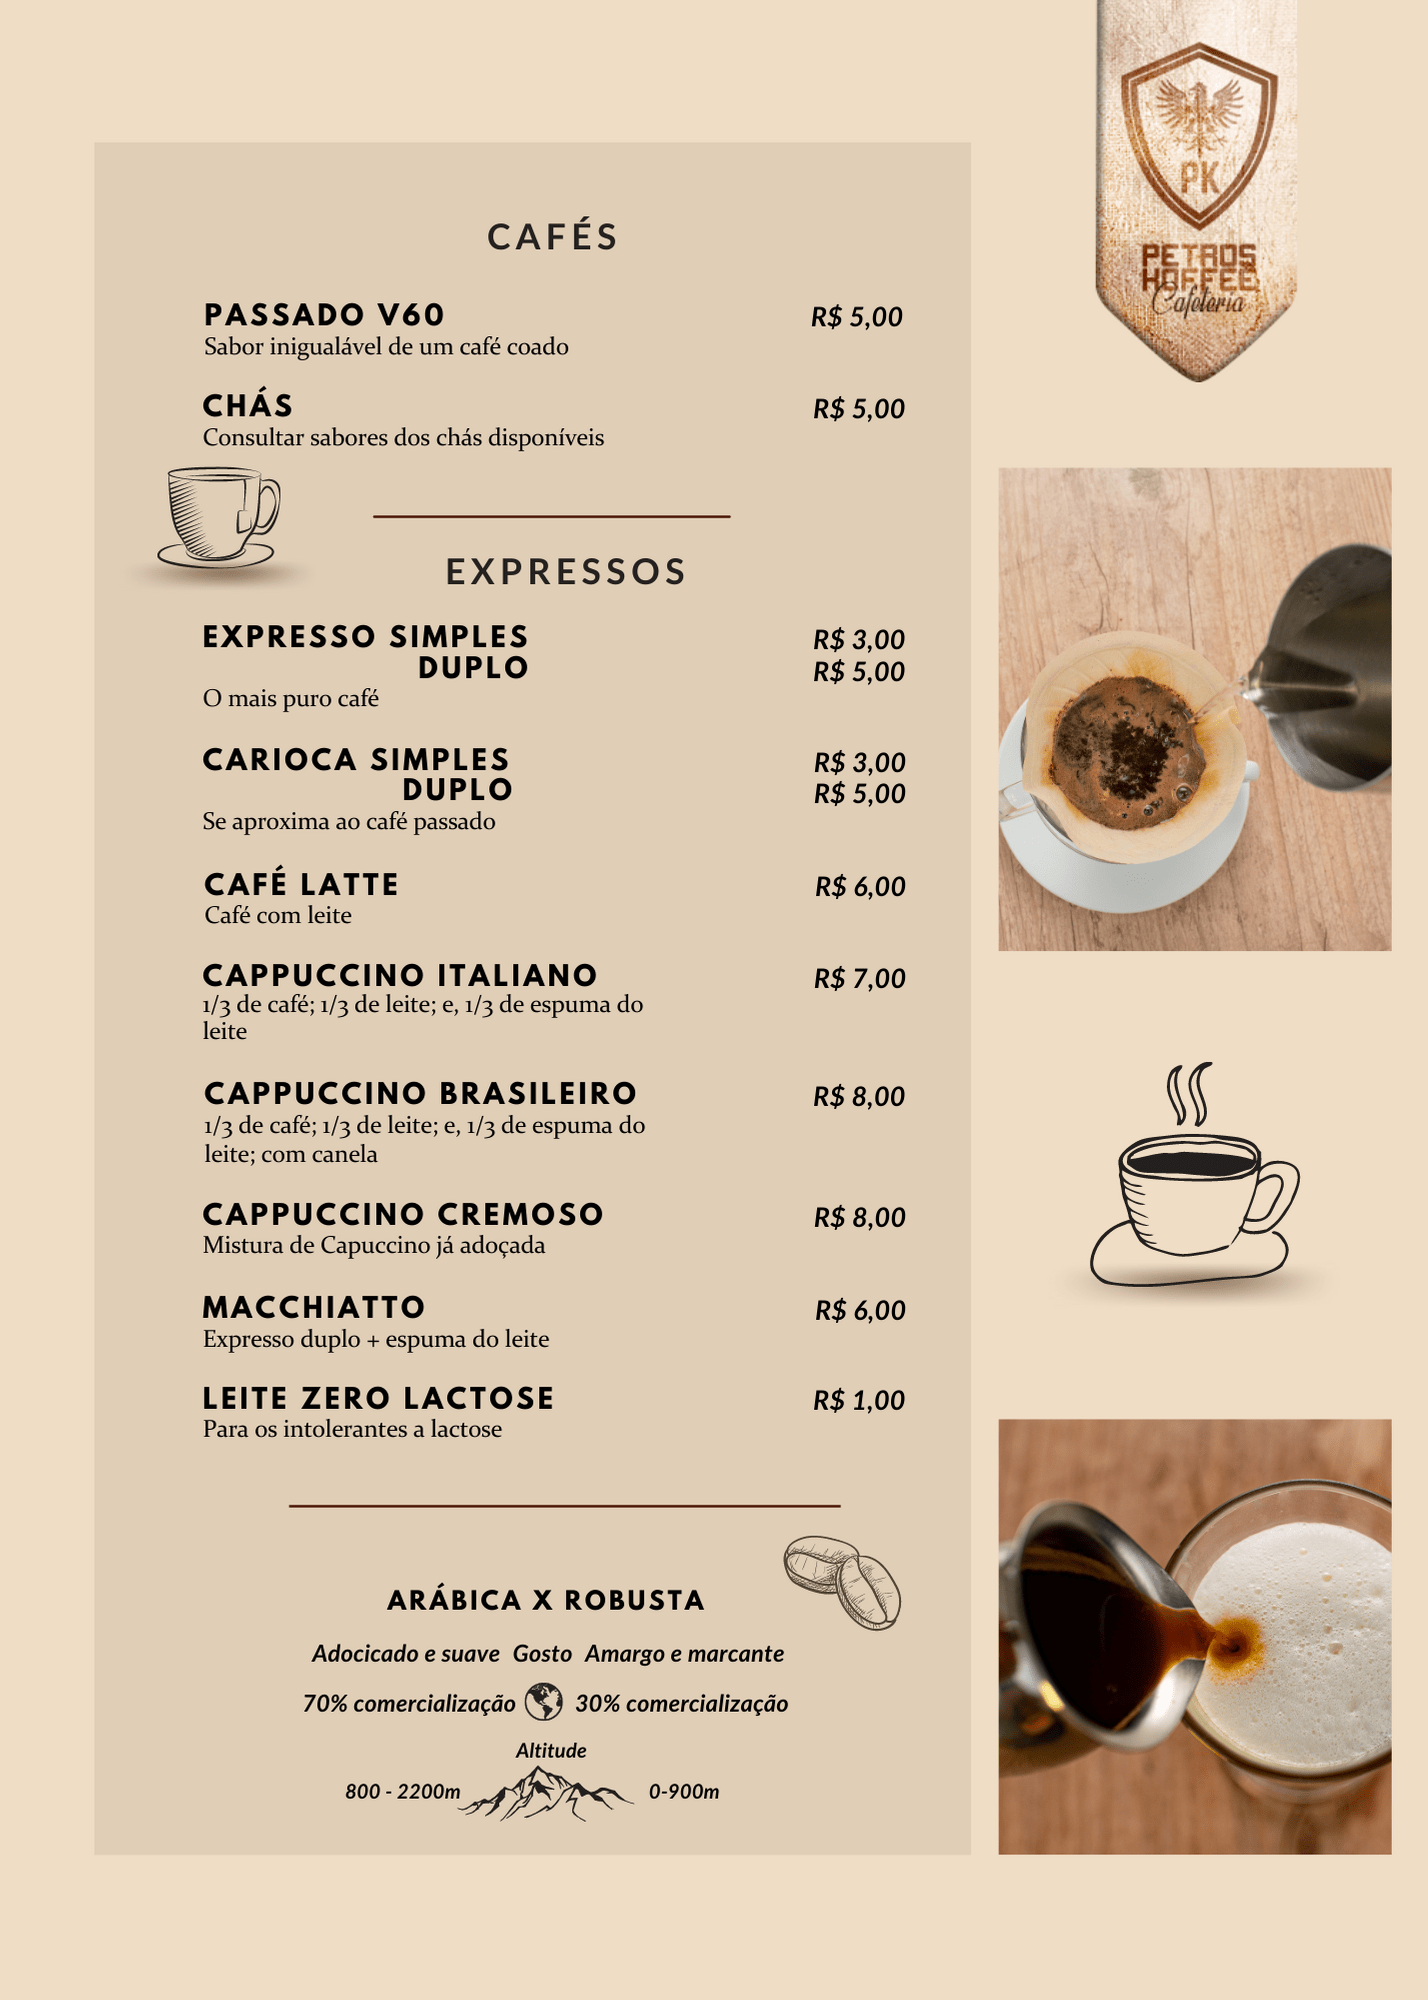 PK
PETROS
KOFFEE
Cafeteria
CAFÉS
PASSADO V60 R$ 5,00
Sabor inigualável de um café coado
CHÁS R$ 5,00
Consultar sabores dos chás disponíveis
EXPRESSOS
EXPRESSO SIMPLES R$ 3,00
DUPLO R$ 5,00
O mais puro café
CARIOCA SIMPLES R$ 3,00
DUPLO R$ 5,00
Se aproxima ao café passado
CAFÉ LATTE R$ 6,00
Café com leite
CAPPUCCINO ITALIANO R$ 7,00
1/3 de café; 1/3 de leite; e, 1/3 de espuma do
leite
CAPPUCCINO BRASILEIRO R$ 8,00
1/3 de café; 1/3 de leite; e, 1/3 de espuma do
leite; com canela
CAPPUCCINO CREMOSO R$ 8,00
Mistura de Capuccino já adoçada
MACCHIATTO R$ 6,00
Expresso duplo + espuma do leite
LEITE ZERO LACTOSE R$ 1,00
Para os intolerantes a lactose
ARÁBICA X ROBUSTA
Adocicado e suave Gosto Amargo e marcante
70% comercialização 30% comercialização
Altitude
800 - 2200m 0-900m